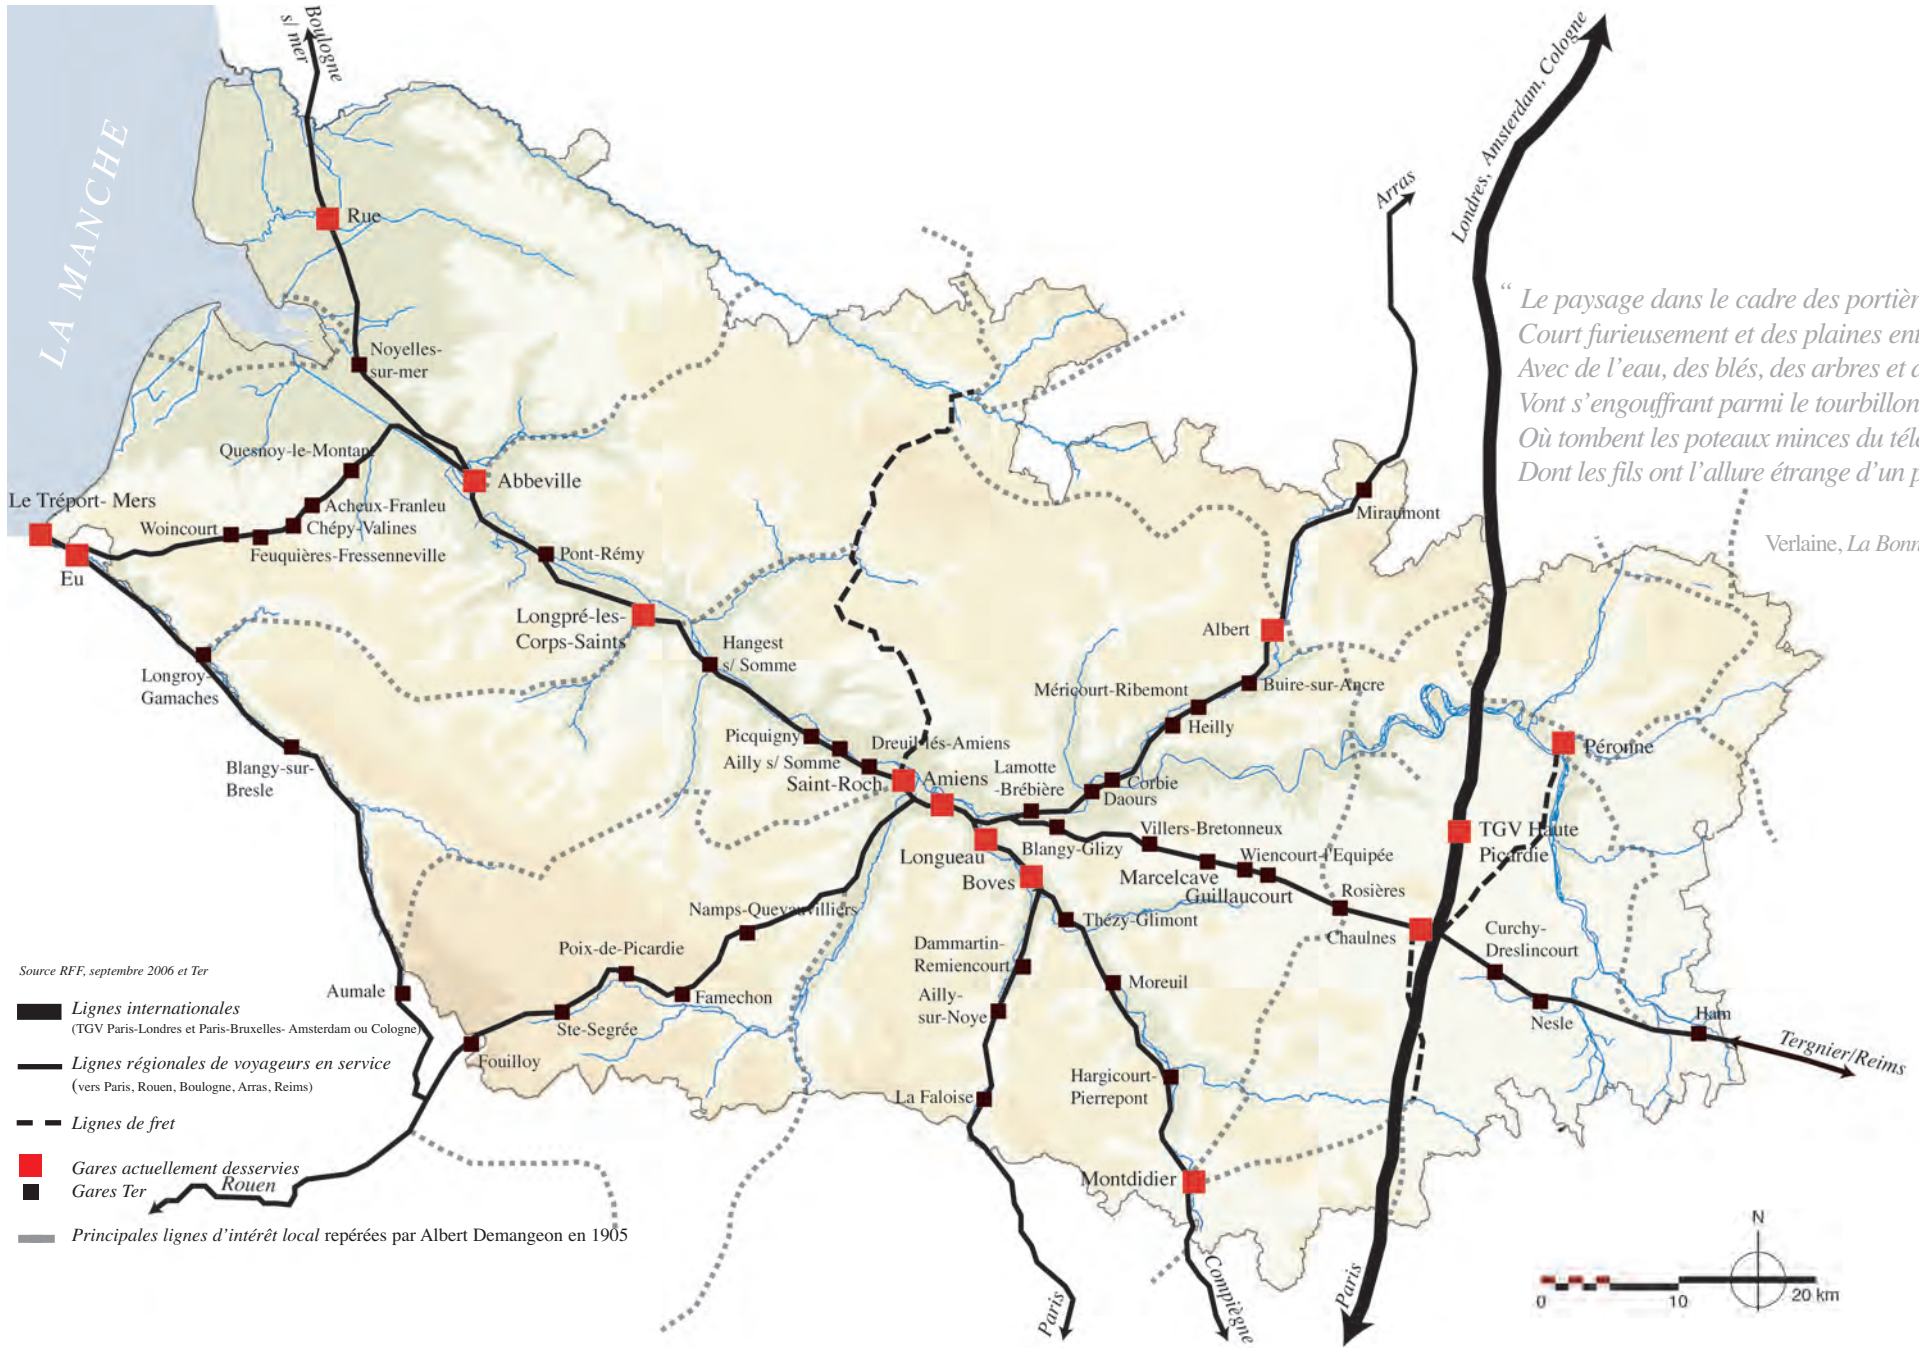 Boulogne
s/ mer
LA MANCHE
Rue
Noyelles-
sur-mer
Quesnoy-le-Montant
Abbeville
Le Tréport- Mers
Acheux-Franleu
Woincourt
Chépy-Valines
Feuquières-Fressenneville
Eu
Pont-Rémy
Longpré-les-
Corps-Saints
Hangest
s/ Somme
Longroy-
Gamaches
Blangy-sur-
Bresle
Picquigny
Ailly s/ Somme
Dreuil lés-Amiens
Saint-Roch
Amiens
Lamotte
-Brébière
Daours
Corbie
Heilly
Méricourt-Ribemont
Buire-sur-Ancre
Albert
Miraumont
Arras
Londres, Amsterdam, Cologne
“ Le paysage dans le cadre des portièr
Court furieusement et des plaines ent
Avec de l’eau, des blés, des arbres et d
Vont s’engouffrant parmi le tourbillon
Où tombent les poteaux minces du télé
Dont les fils ont l’allure étrange d’un p
Verlaine, La Bonn
Péronne
TGV Haute
Picardie
Longueau
Boves
Blangy-Glizy
Villers-Bretonneux
Marcelcave
Wiencourt-l'Equipée
Guillaucourt
Rosières
Chaulnes
Curchy-
Dreslincourt
Nesle
Ham
Tergnier/Reims
Thézy-Glimont
Moreuil
Hargicourt-
Pierrepont
Montdidier
Compiègne
Paris
Dammartin-
Remiencourt
Ailly-
sur-Noye
La Faloise
Paris
Namps-Quevauvilliers
Poix-de-Picardie
Famechon
Ste-Segrée
Fouilloy
Aumale
Rouen
Source RFF, septembre 2006 et Ter
Lignes internationales
(TGV Paris-Londres et Paris-Bruxelles- Amsterdam ou Cologne)
Lignes régionales de voyageurs en service
(vers Paris, Rouen, Boulogne, Arras, Reims)
Lignes de fret
Gares actuellement desservies
Gares Ter
Principales lignes d’intérêt local repérées par Albert Demangeon en 1905
N
0 10 20 km